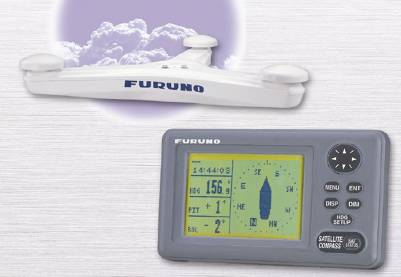 FURUNO
FURUNO
14:44:03
HDG 156.9
PIT + 1°
ROL - 2°
SE S
E SW
NE W
N NW
MENU ENT
DISP DIM
HDG SETUP
SATELLITE COMPASS